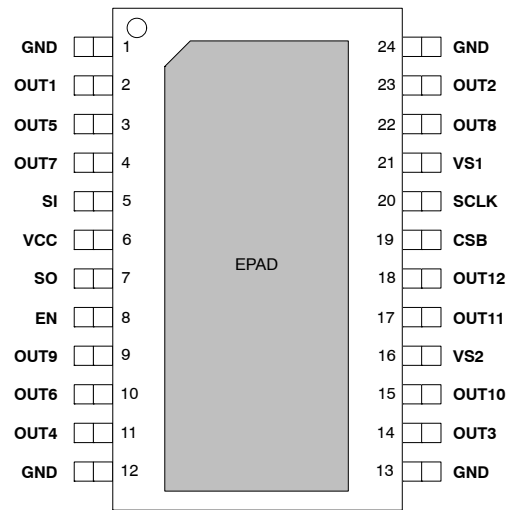 GND 1 24 GND
OUT1 2 23 OUT2
OUT5 3 22 OUT8
OUT7 4 21 VS1
SI 5 20 SCLK
VCC 6 19 CSB
EPAD
SO 7 18 OUT12
EN 8 17 OUT11
OUT9 9 16 VS2
OUT6 10 15 OUT10
OUT4 11 14 OUT3
GND 12 13 GND